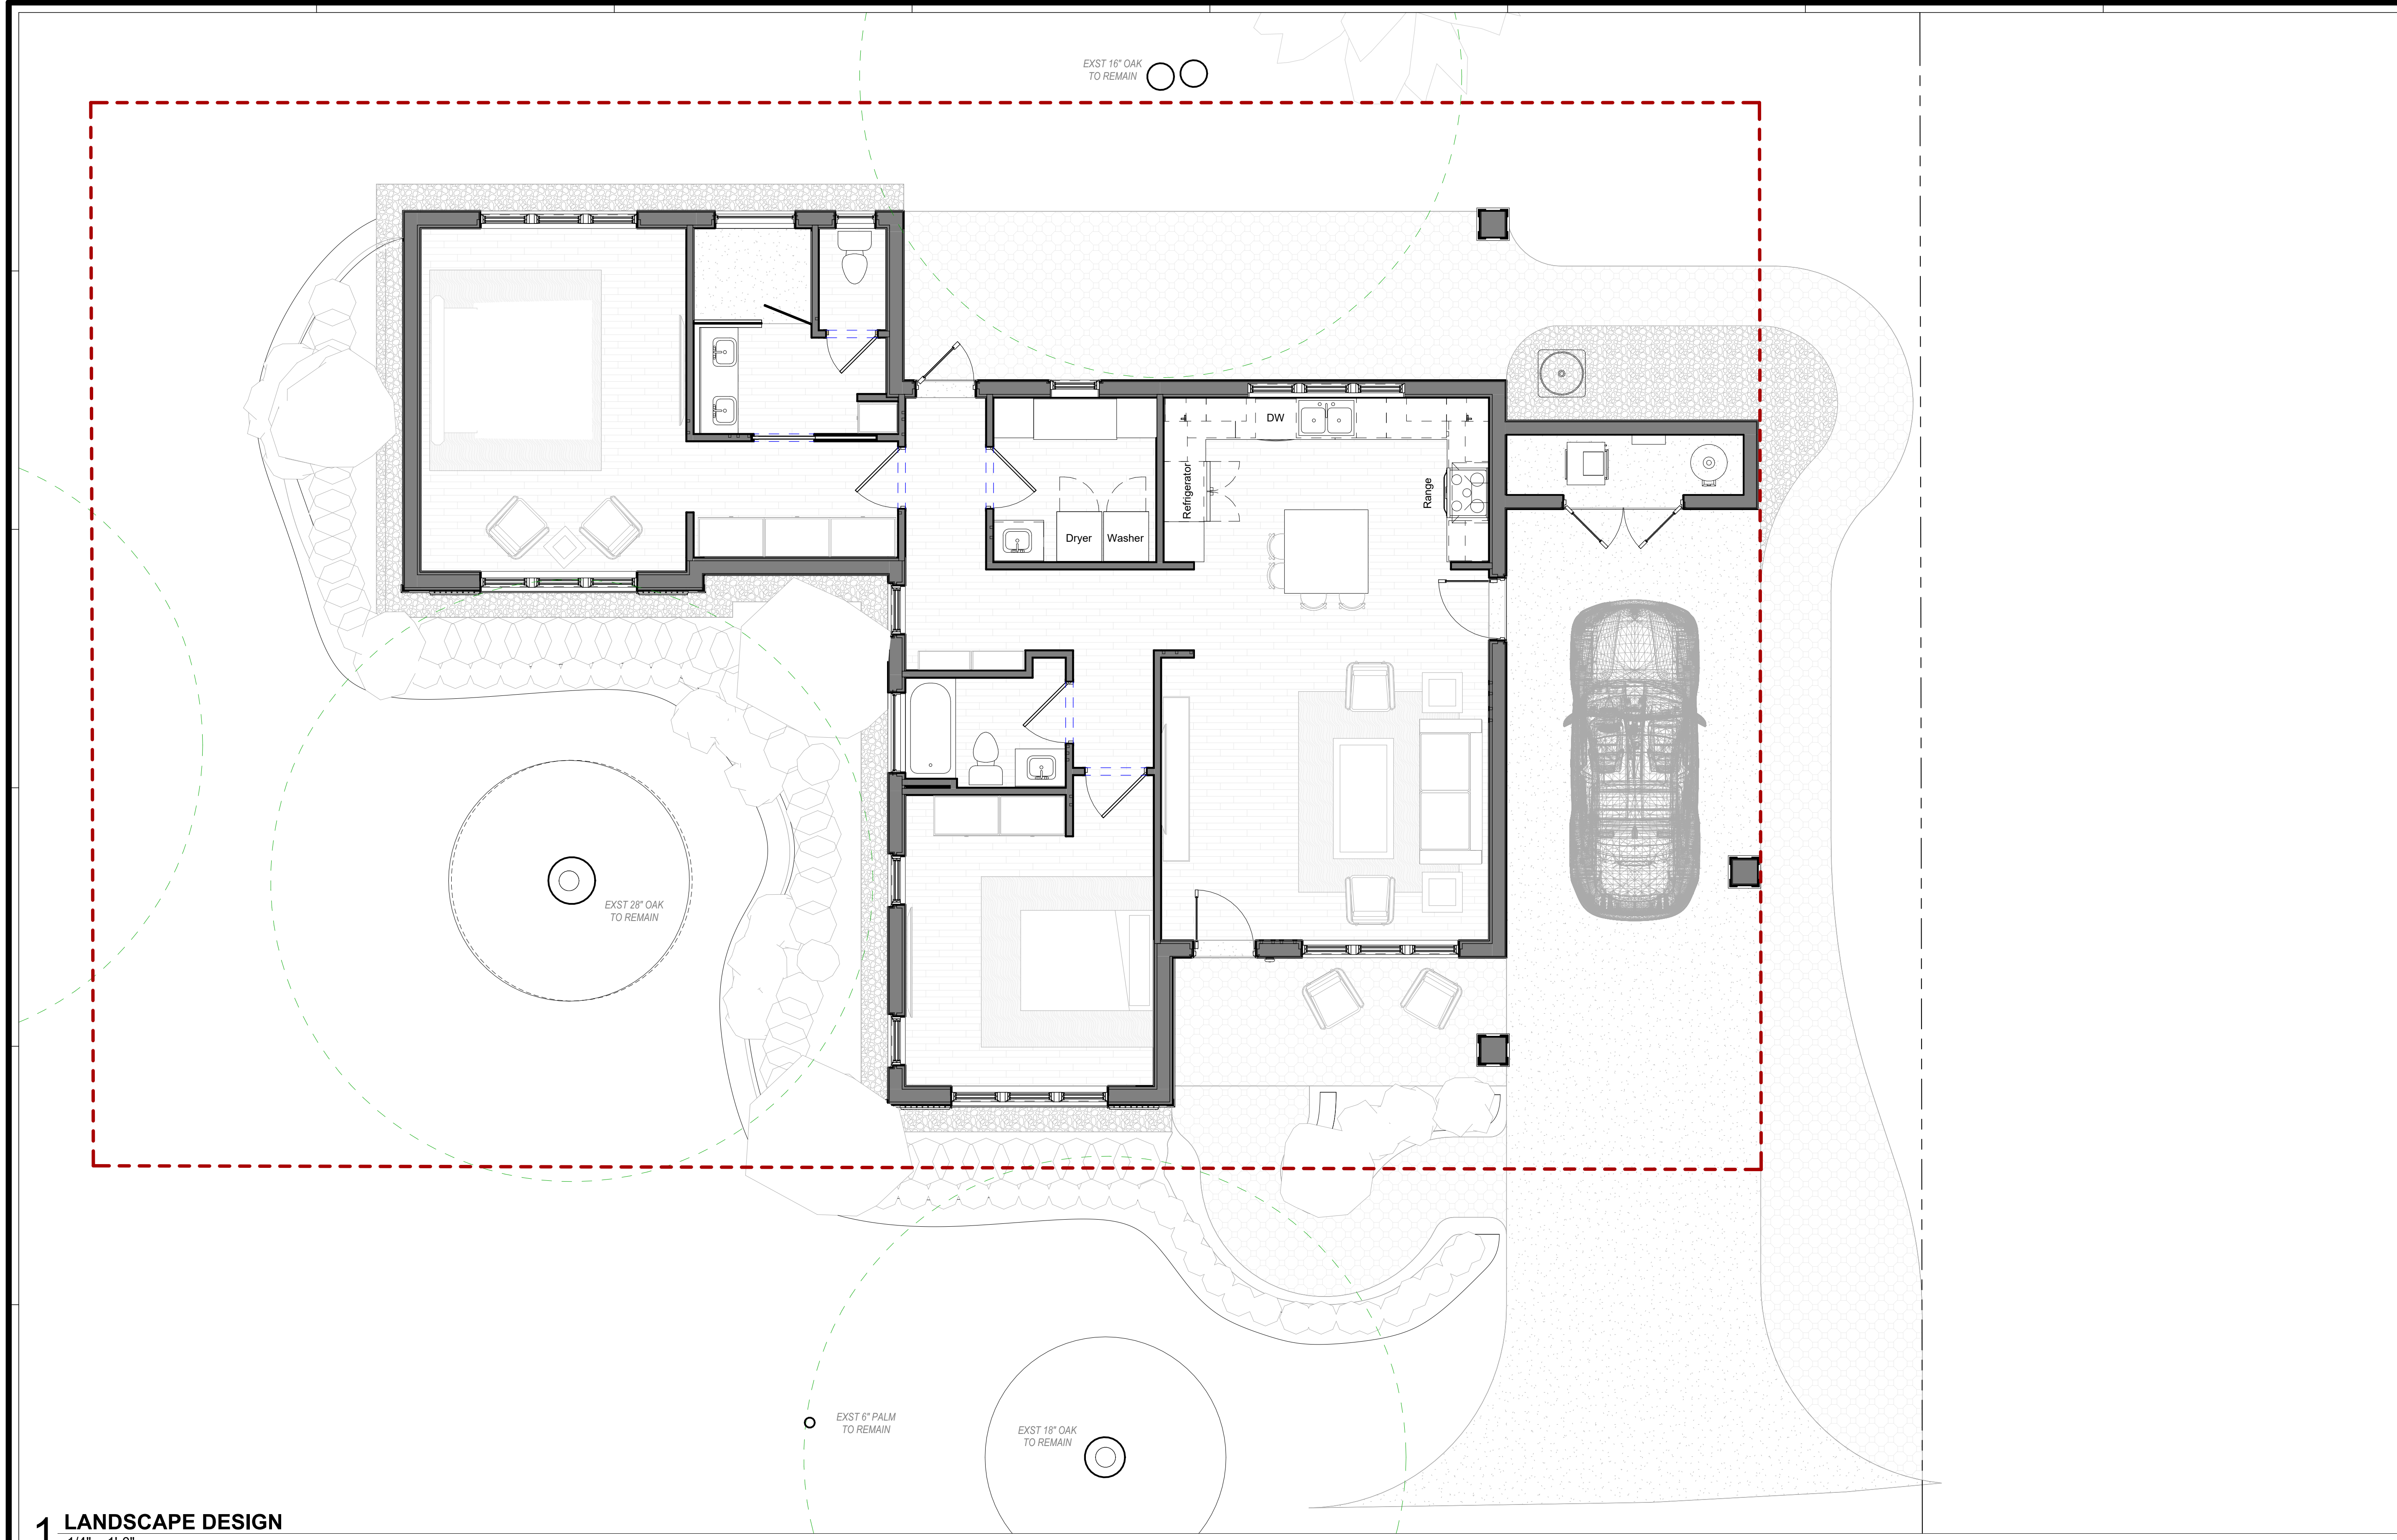 EXST 16" OAK
TO REMAIN
DW
Refrigerator
Range
Dryer
Washer
EXST 28" OAK
TO REMAIN
EXST 6" PALM
TO REMAIN
EXST 18" OAK
TO REMAIN
1
LANDSCAPE DESIGN